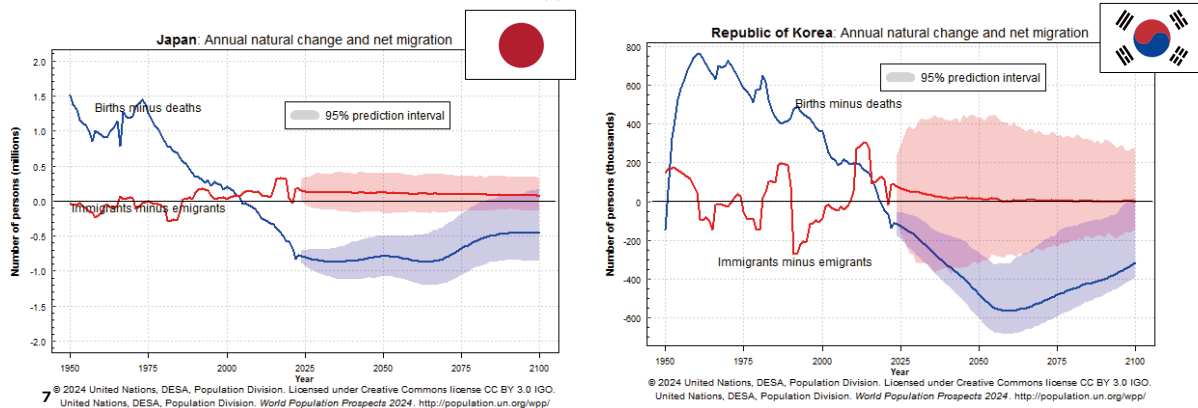 Japan: Annual natural change and net migration
2.0
1.5
1.0
0.5
0.0
-0.5
-1.0
-1.5
-2.0
Number of persons (millions)
Births minus deaths
95% prediction interval
Immigrants minus emigrants
1950 1975 2000 2025 2050 2075 2100
Year
© 2024 United Nations, DESA, Population Division. Licensed under Creative Commons license CC BY 3.0 IGO.
United Nations, DESA, Population Division. World Population Prospects 2024. http://population.un.org/wpp/
7
Republic of Korea: Annual natural change and net migration
800
600
400
200
0
-200
-400
-600
Number of persons (thousands)
95% prediction interval
Births minus deaths
Immigrants minus emigrants
1950 1975 2000 2025 2050 2075 2100
Year
© 2024 United Nations, DESA, Population Division. Licensed under Creative Commons license CC BY 3.0 IGO.
United Nations, DESA, Population Division. World Population Prospects 2024. http://population.un.org/wpp/